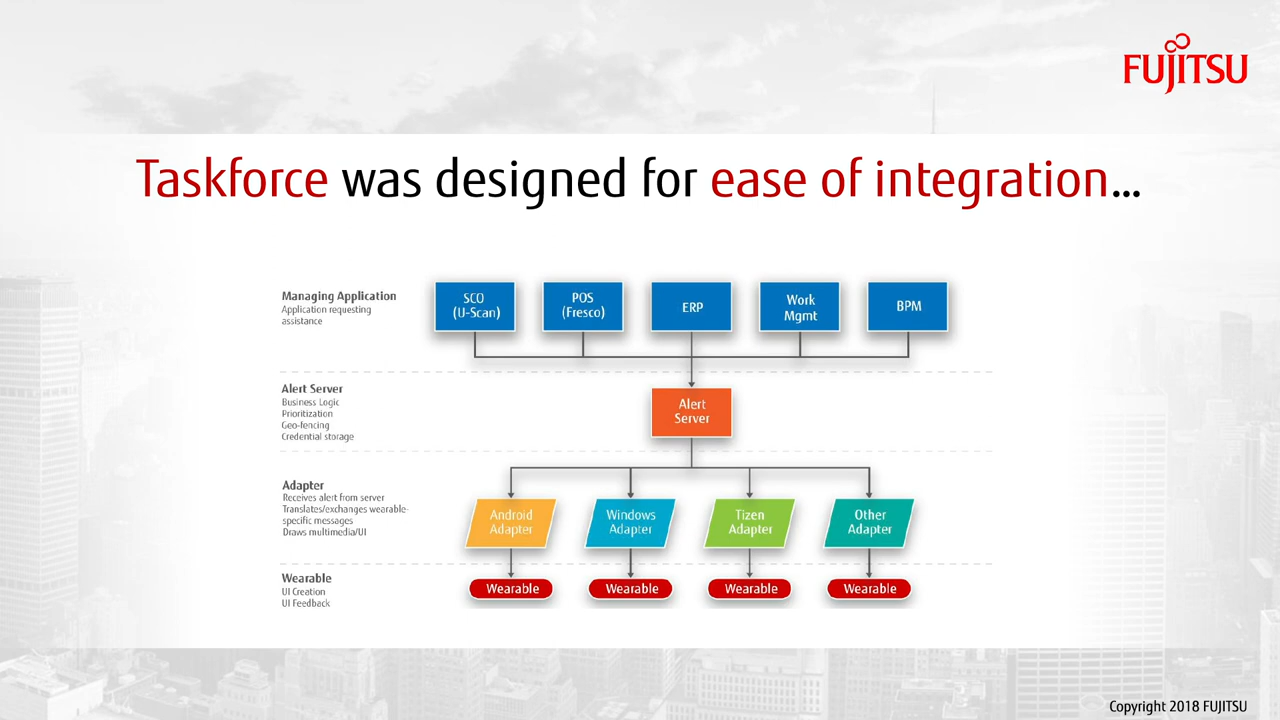 FUJITSU
Taskforce was designed for ease of integration...
Managing Application
Application requesting
assistance
SCO
(U-Scan)
POS
(Fresco)
ERP
Work
Mgmt
BPM
Alert Server
Business Logic
Prioritization
Geo-fencing
Credential storage
Alert
Server
Adapter
Receives alert from server
Translates/exchanges wearable-
specific messages
Draws multimedia/UI
Android
Adapter
Windows
Adapter
Tizen
Adapter
Other
Adapter
Wearable
UI Creation
UI Feedback
Wearable
Wearable
Wearable
Wearable
Copyright 2018 FUJITSU